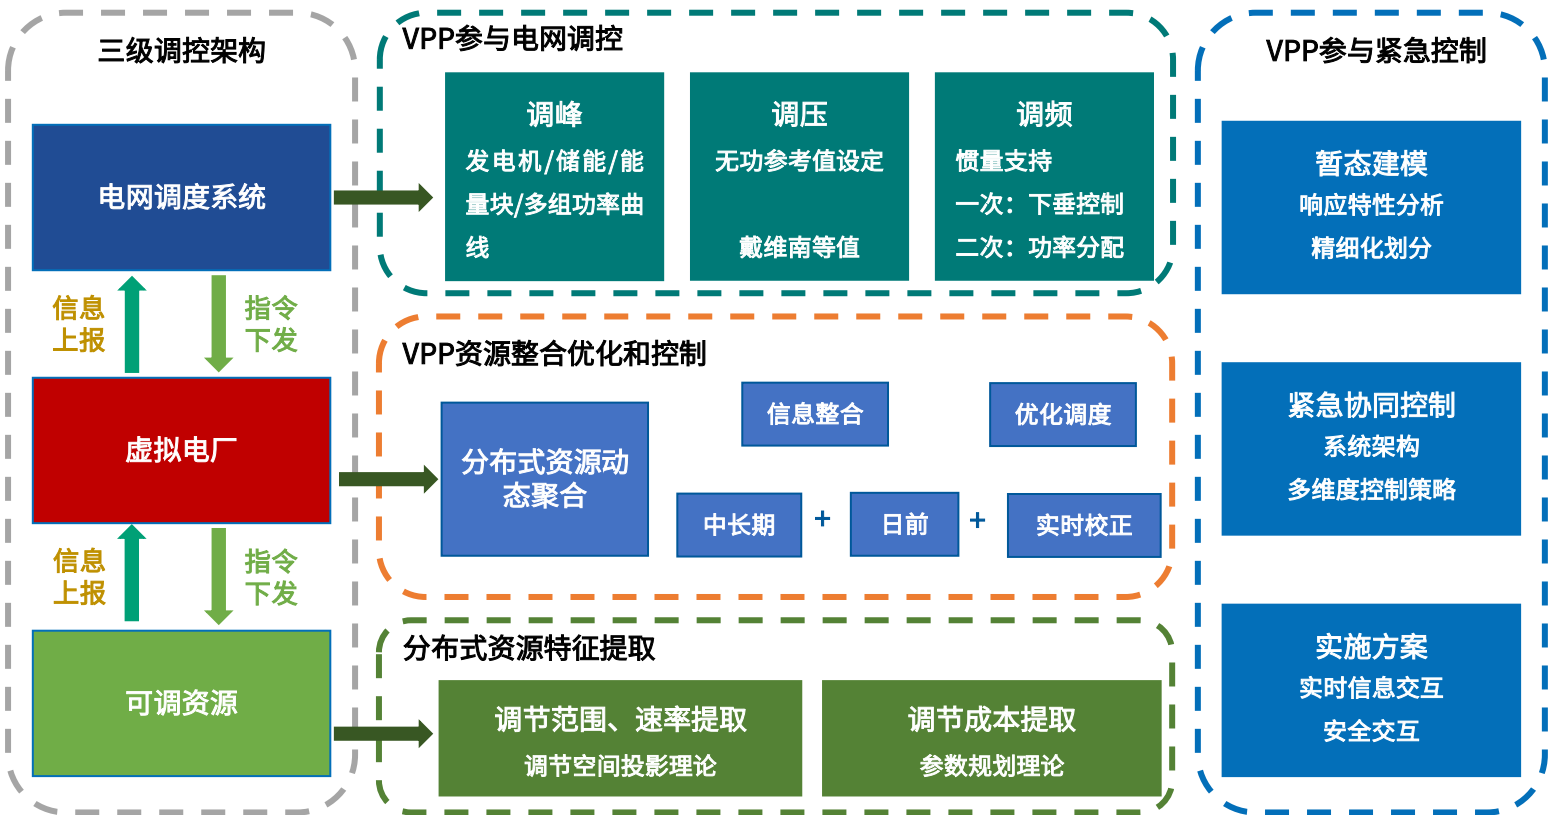 三级调控架构
电网调度系统
信息
上报
指令
下发
虚拟电厂
信息
上报
指令
下发
可调资源
VPP参与电网调控
调峰
发电机/储能/能
量块/多组功率曲
线
调压
无功参考值设定
戴维南等值
调频
惯量支持
一次：下垂控制
二次：功率分配
VPP资源整合优化和控制
分布式资源动
态聚合
信息整合
优化调度
中长期
+
日前
+
实时校正
分布式资源特征提取
调节范围、速率提取
调节空间投影理论
调节成本提取
参数规划理论
VPP参与紧急控制
暂态建模
响应特性分析
精细化划分
紧急协同控制
系统架构
多维度控制策略
实施方案
实时信息交互
安全交互